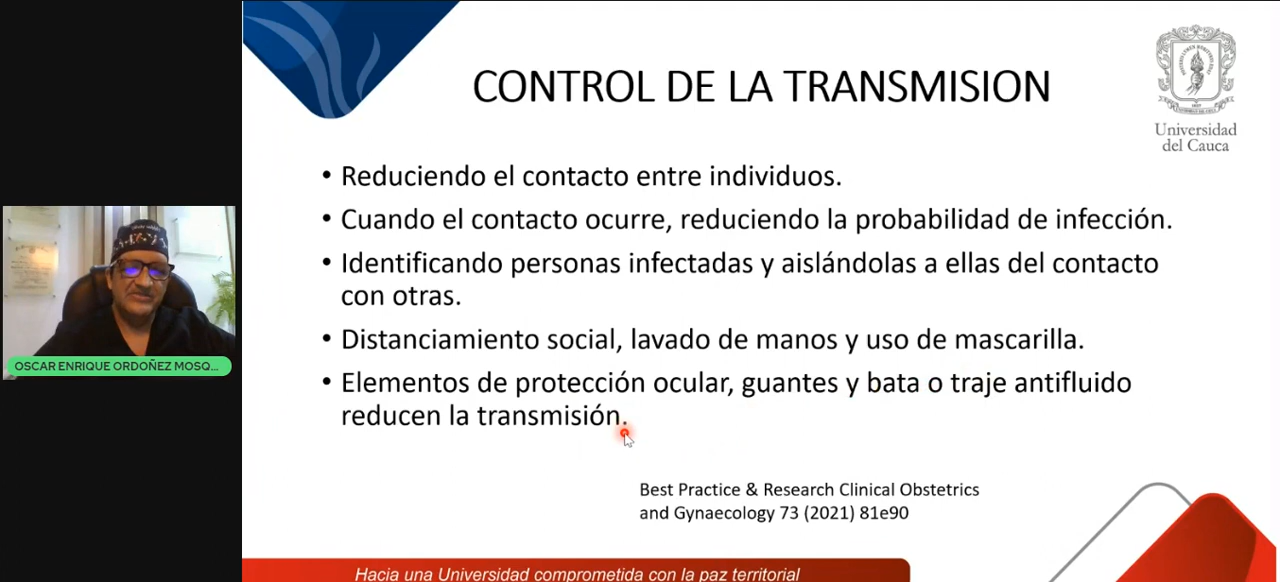 CONTROL DE LA TRANSMISION
Universidad
del Cauca
• Reduciendo el contacto entre individuos.
• Cuando el contacto ocurre, reduciendo la probabilidad de infección.
• Identificando personas infectadas y aislándolas a ellas del contacto
con otras.
• Distanciamiento social, lavado de manos y uso de mascarilla.
• Elementos de protección ocular, guantes y bata o traje antifluido
reducen la transmisión.
OSCAR ENRIQUE ORDOÑEZ MOSQ...
Best Practice & Research Clinical Obstetrics
and Gynaecology 73 (2021) 81e90
Hacia una Universidad comprometida con la paz territorial